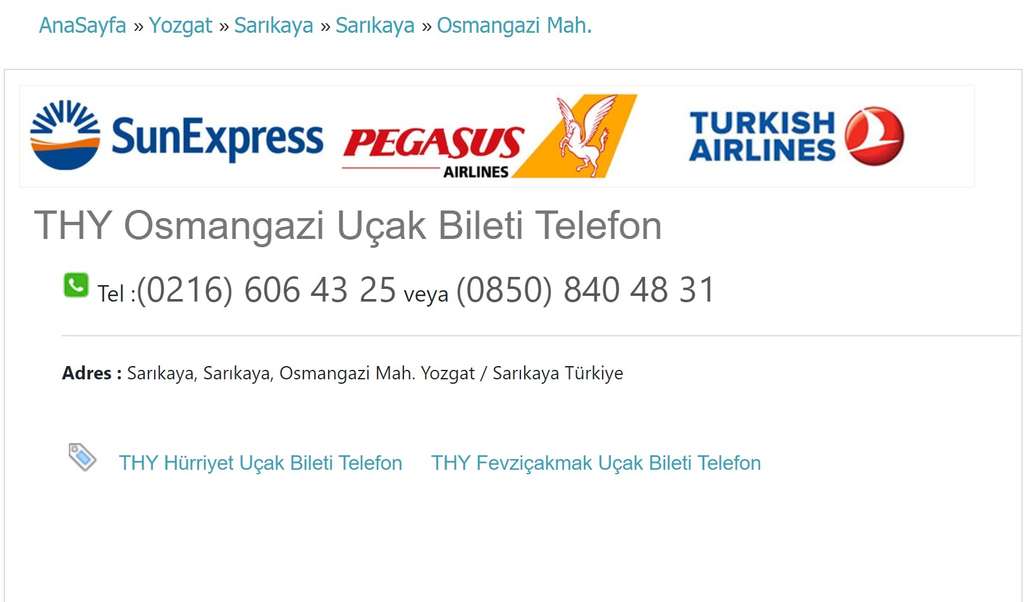 AnaSayfa » Yozgat » Sarıkaya » Sarıkaya » Osmangazi Mah.
SunExpress PEGASUS AIRLINES TURKISH AIRLINES
THY Osmangazi Uçak Bileti Telefon
Tel :(0216) 606 43 25 veya (0850) 840 48 31
Adres : Sarıkaya, Sarıkaya, Osmangazi Mah. Yozgat / Sarıkaya Türkiye
THY Hürriyet Uçak Bileti Telefon THY Fevziçakmak Uçak Bileti Telefon